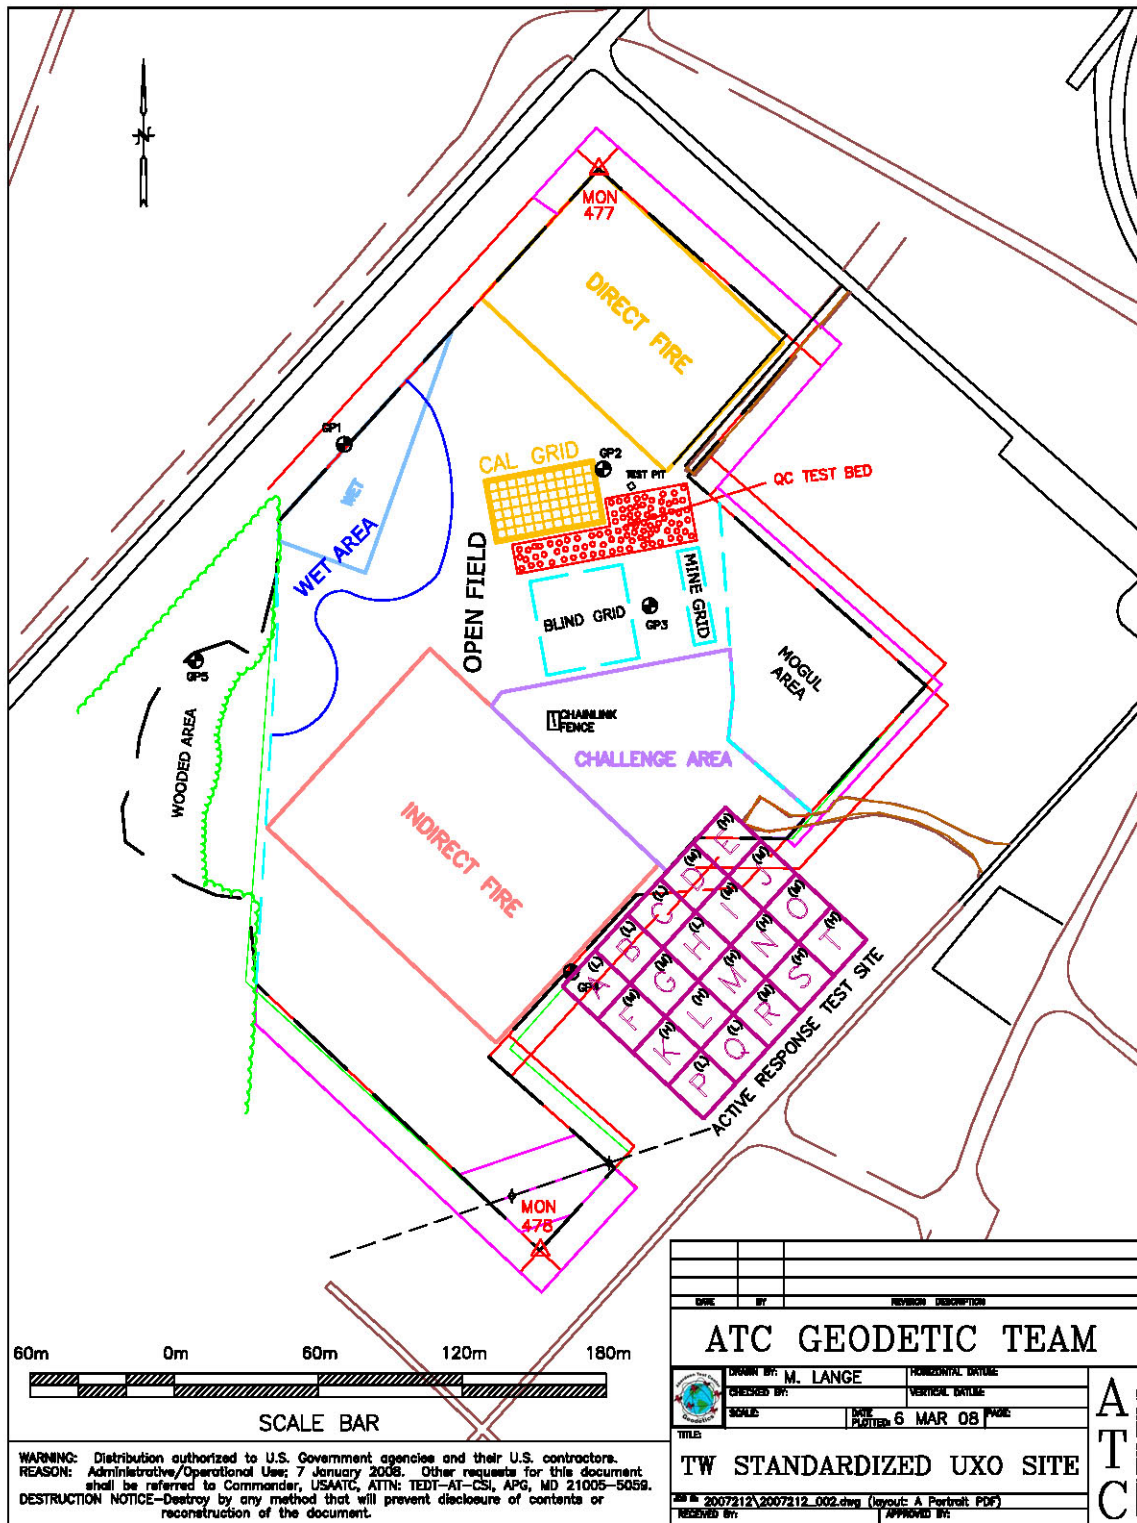 N
MON
477
DIRECT FIRE
GP1
CAL GRID
GP2
TEST PIT
QC TEST BED
WET
WET AREA
OPEN FIELD
BLIND GRID
GP3
MINE GRID
GP5
MOGUL
AREA
WOODED AREA
CHAINLINK
FENCE
CHALLENGE AREA
INDIRECT FIRE
A (L)
B (L)
C (L)
D (M)
E (H)
F (M)
G (M)
H (L)
I (M)
J (M)
K (H)
L (H)
M (H)
N (H)
O (M)
P (L)
Q (L)
R (M)
S (H)
T (H)
GP4
ACTIVE RESPONSE TEST SITE
MON
478
60m 0m 60m 120m 180m
SCALE BAR
WARNING: Distribution authorized to U.S. Government agencies and their U.S. contractors.
REASON: Administrative/Operational Use; 7 January 2008. Other requests for this document
shall be referred to Commander, USAATC, ATTN: TEDT-AT-CSI, APG, MD 21005-5059.
DESTRUCTION NOTICE-Destroy by any method that will prevent disclosure of contents or
reconstruction of the document.
DATE BY REVISION DESCRIPTION
ATC GEODETIC TEAM
DRAWN BY: M. LANGE HORIZONTAL DATUM:
CHECKED BY: VERTICAL DATUM:
SCALE: DATE PLOTTED: 6 MAR 08 PAGE:
Geodetics
TITLE:
TW STANDARDIZED UXO SITE
JOB #: 2007212\2007212_002.dwg (layout: A Portrait PDF)
RECEIVED BY: APPROVED BY:
ATC